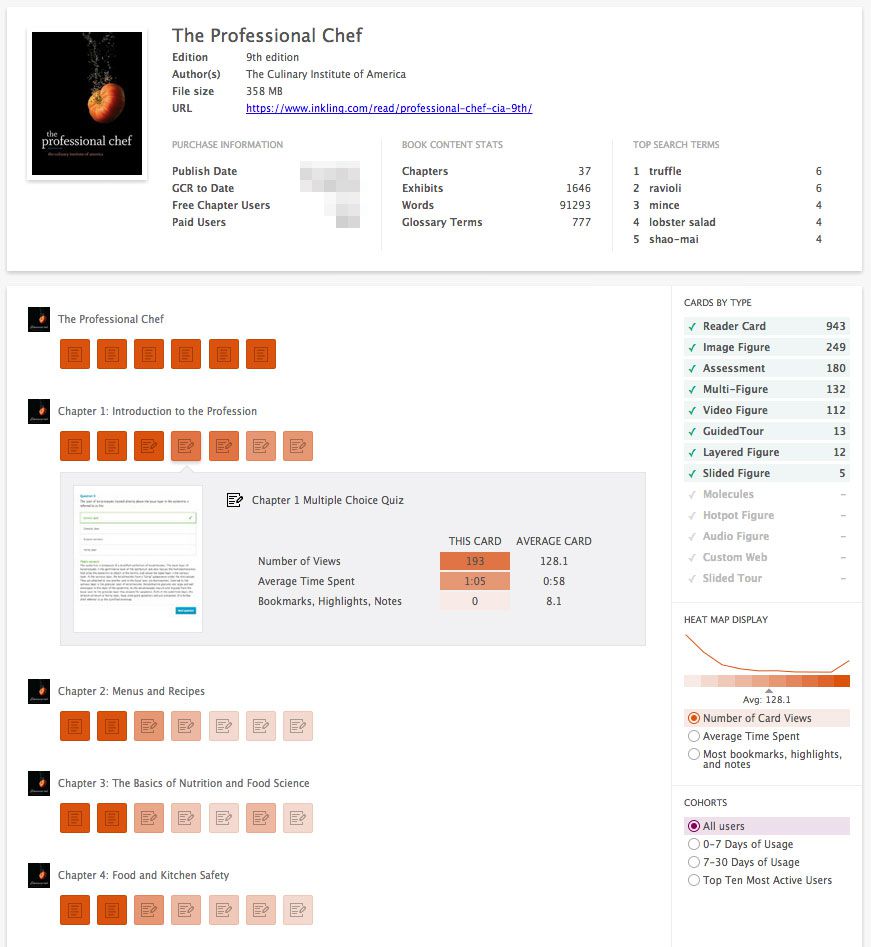 The Professional Chef
Edition 9th edition
Author(s) The Culinary Institute of America
File size 358 MB
URL https://www.inkling.com/read/professional-chef-cia-9th/
the
professional chef
the culinary institute of america
PURCHASE INFORMATION
Publish Date
GCR to Date
Free Chapter Users
Paid Users
BOOK CONTENT STATS
Chapters 37
Exhibits 1646
Words 91293
Glossary Terms 777
TOP SEARCH TERMS
1 truffle 6
2 ravioli 6
3 mince 4
4 lobster salad 4
5 shao-mai 4
The Professional Chef
Chapter 1: Introduction to the Profession
Chapter 1 Multiple Choice Quiz
THIS CARD AVERAGE CARD
Number of Views 193 128.1
Average Time Spent 1:05 0:58
Bookmarks, Highlights, Notes 0 8.1
Chapter 2: Menus and Recipes
Chapter 3: The Basics of Nutrition and Food Science
Chapter 4: Food and Kitchen Safety
CARDS BY TYPE
Reader Card 943
Image Figure 249
Assessment 180
Multi-Figure 132
Video Figure 112
GuidedTour 13
Layered Figure 12
Slided Figure 5
Molecules –
Hotpot Figure –
Audio Figure –
Custom Web –
Slided Tour –
HEAT MAP DISPLAY
Avg: 128.1
Number of Card Views
Average Time Spent
Most bookmarks, highlights,
and notes
COHORTS
All users
0-7 Days of Usage
7-30 Days of Usage
Top Ten Most Active Users